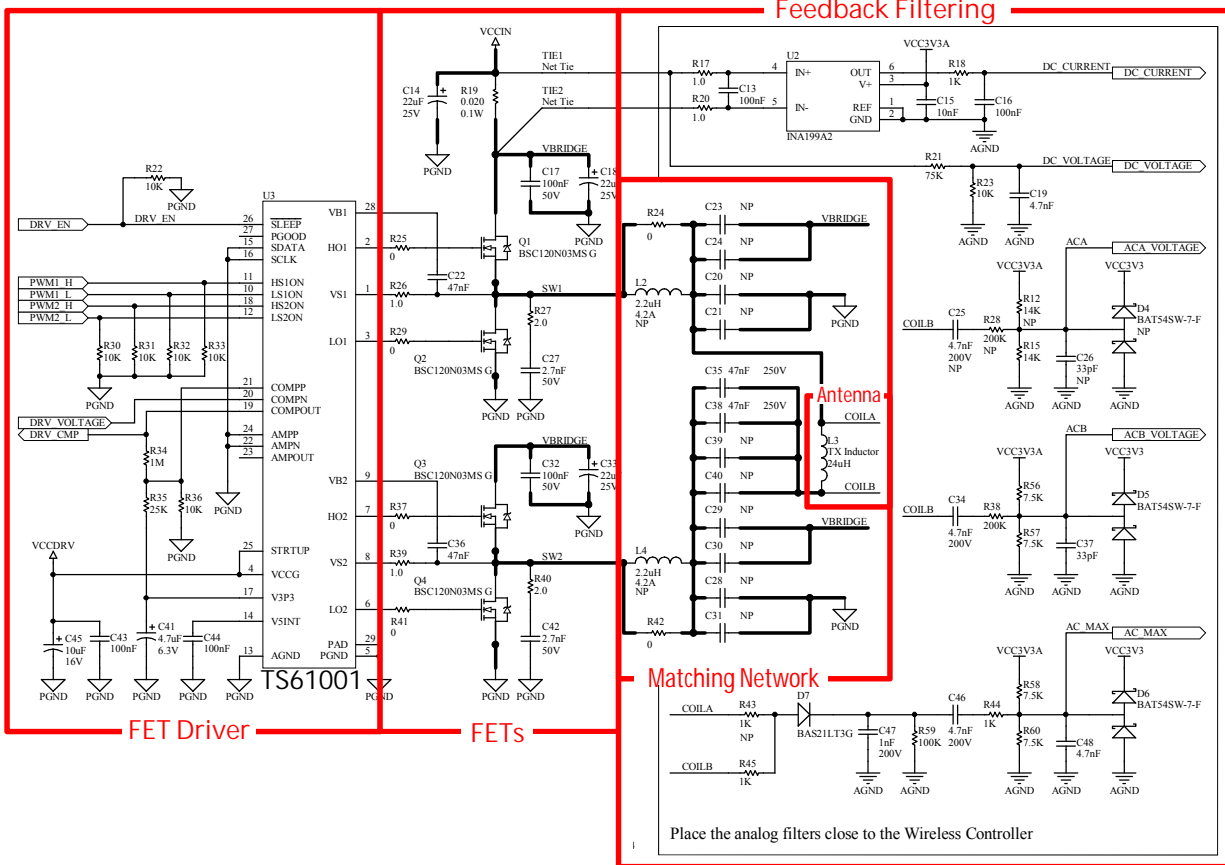 Feedback Filtering
VCCIN
C14
22uF
25V
R19
0.020
0.1W
PGND
TIE1
Net Tie
TIE2
Net Tie
VBRIDGE
C17
100nF
50V
C18
22u
25V
PGND
R17
1.0
R20
1.0
C13
100nF
U2
4
IN+
5
IN-
OUT
6
V+
3
REF
1
GND
2
INA199A2
VCC3V3A
R18
1K
C15
10nF
C16
100nF
AGND
DC_CURRENT
DC_CURRENT
R21
75K
R23
10K
C19
4.7nF
AGND
AGND
DC_VOLTAGE
DC_VOLTAGE
R22
10K
PGND
DRV_EN
DRV_EN
PWM1_H
PWM1_L
PWM2_H
PWM2_L
R30
10K
R31
10K
R32
10K
R33
10K
PGND
DRV_VOLTAGE
DRV_CMP
R34
1M
R35
25K
R36
10K
PGND
PGND
VCCDRV
C45
10uF
16V
C43
100nF
C41
4.7uF
6.3V
C44
100nF
PGND
PGND
PGND
PGND
PGND
PGND
U3
26
SLEEP
27
PGOOD
15
SDATA
16
SCLK
11
HS1ON
10
LS1ON
18
HS2ON
12
LS2ON
21
COMPP
20
COMPN
19
COMPOUT
24
AMPP
22
AMPN
23
AMPOUT
25
STRTUP
4
VCCG
17
V3P3
14
V5INT
13
AGND
VB1
28
HO1
2
VS1
1
LO1
3
VB2
9
HO2
7
VS2
8
LO2
6
PAD
29
PGND
5
TS61001
FET Driver
R25
0
R26
1.0
C22
47nF
R29
0
Q1
BSC120N03MS G
SW1
Q2
BSC120N03MS G
R27
2.0
C27
2.7nF
50V
PGND
PGND
VBRIDGE
C32
100nF
50V
C33
22u
25V
PGND
Q3
BSC120N03MS G
R37
0
C36
47nF
R39
1.0
SW2
Q4
BSC120N03MS G
R41
0
R40
2.0
C42
2.7nF
50V
PGND
PGND
FETs
R24
0
L2
2.2uH
4.2A
NP
C23
NP
C24
NP
VBRIDGE
C20
NP
C21
NP
PGND
C35
47nF
250V
C38
47nF
250V
C39
NP
C40
NP
C29
NP
C30
NP
VBRIDGE
C28
NP
C31
NP
PGND
L4
2.2uH
4.2A
NP
R42
0
Antenna
COILA
L3
TX Inductor
24uH
COILB
Matching Network
ACA
ACA_VOLTAGE
VCC3V3A
VCC3V3
R12
14K
NP
R15
14K
D4
BAT54SW-7-F
NP
COILB
C25
4.7nF
200V
NP
R28
200K
NP
C26
33pF
NP
AGND
AGND
AGND
ACB
ACB_VOLTAGE
VCC3V3A
VCC3V3
R56
7.5K
R57
7.5K
D5
BAT54SW-7-F
COILB
C34
4.7nF
200V
R38
200K
C37
33pF
AGND
AGND
AGND
AC_MAX
AC_MAX
VCC3V3A
VCC3V3
R58
7.5K
R60
7.5K
D6
BAT54SW-7-F
COILA
R43
1K
NP
COILB
R45
1K
D7
BAS21LT3G
C47
1nF
200V
R59
100K
C46
4.7nF
200V
R44
1K
C48
4.7nF
AGND
AGND
AGND
AGND
AGND
Place the analog filters close to the Wireless Controller